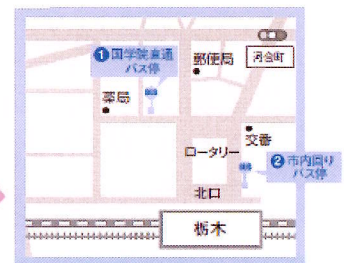 ❶国学院直通
バス停
郵便局
河合町
薬局
交番
ロータリー
❷市内回り
バス停
北口
栃木